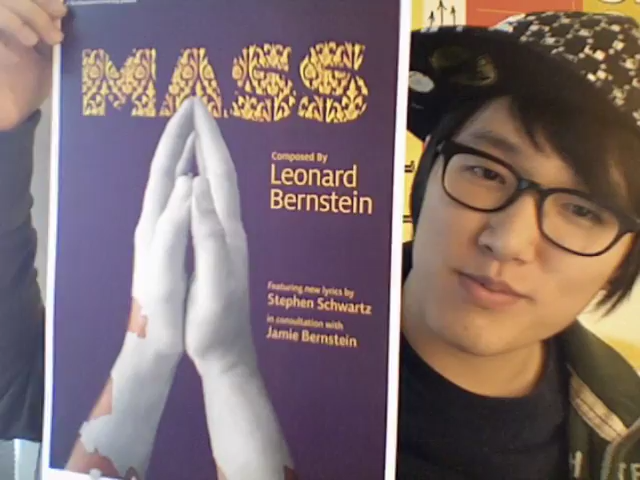 MASS
Composed By
Leonard
Bernstein
Featuring new lyrics by
Stephen Schwartz
in consultation with
Jamie Bernstein